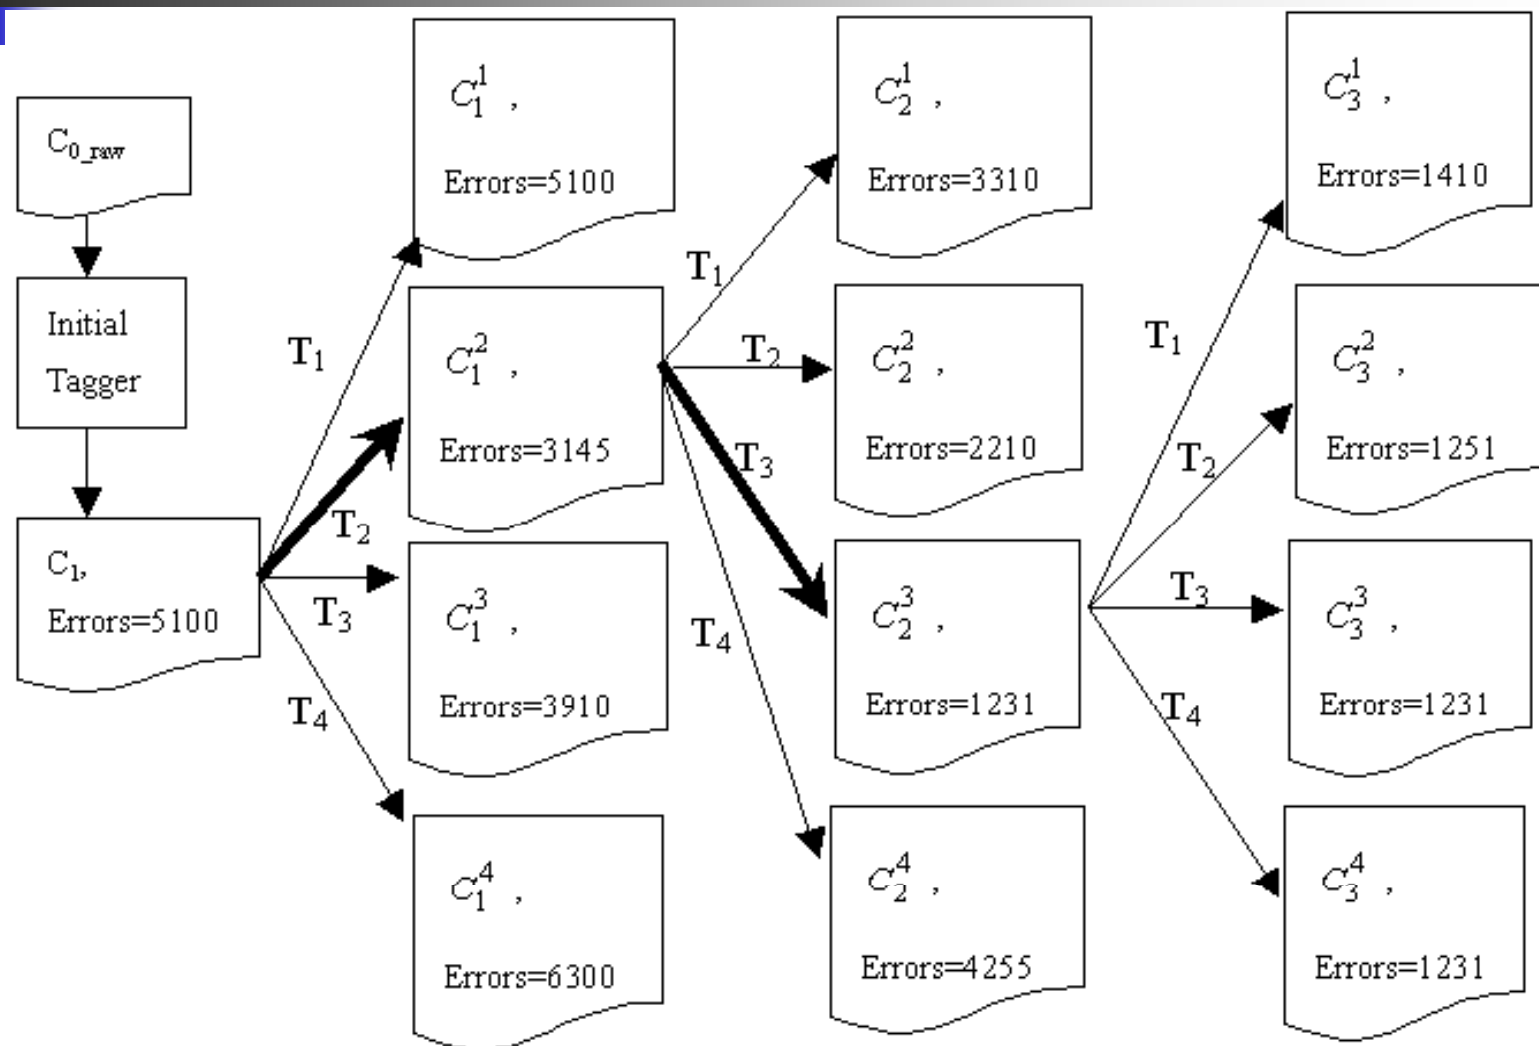 C0_raw
Initial
Tagger
C1,
Errors=5100
T1
T2
T3
T4
C1^1 ,
Errors=5100
C1^2 ,
Errors=3145
C1^3 ,
Errors=3910
C1^4 ,
Errors=6300
T1
T2
T3
T4
C2^1 ,
Errors=3310
C2^2 ,
Errors=2210
C2^3 ,
Errors=1231
C2^4 ,
Errors=4255
T1
T2
T3
T4
C3^1 ,
Errors=1410
C3^2 ,
Errors=1251
C3^3 ,
Errors=1231
C3^4 ,
Errors=1231